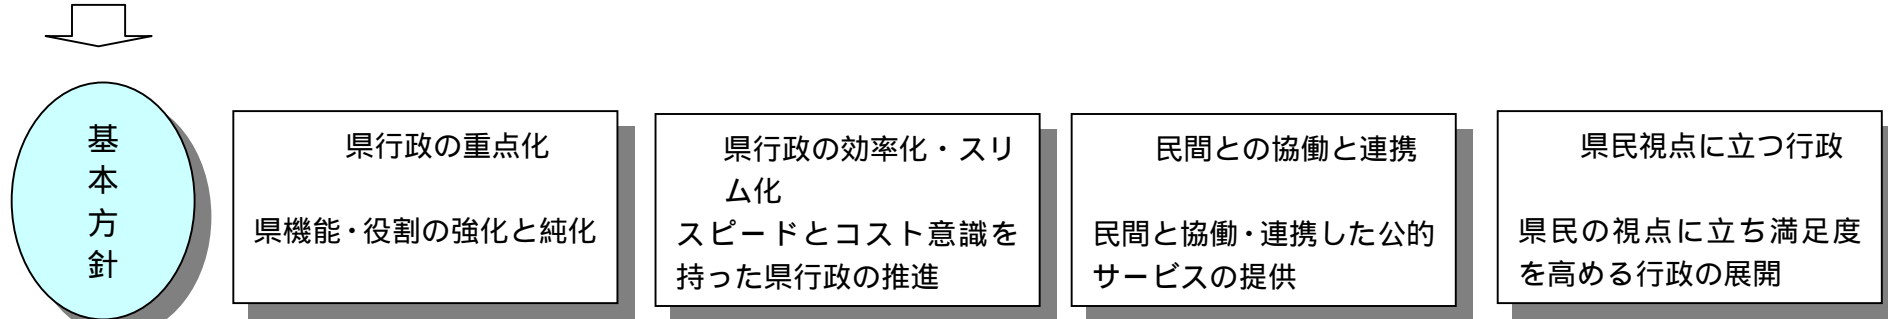 基本方針
県行政の重点化
県機能・役割の強化と純化
県行政の効率化・スリ
ム化
スピードとコスト意識を
持った県行政の推進
民間との協働と連携
民間と協働・連携した公的
サービスの提供
県民視点に立つ行政
県民の視点に立ち満足度
を高める行政の展開